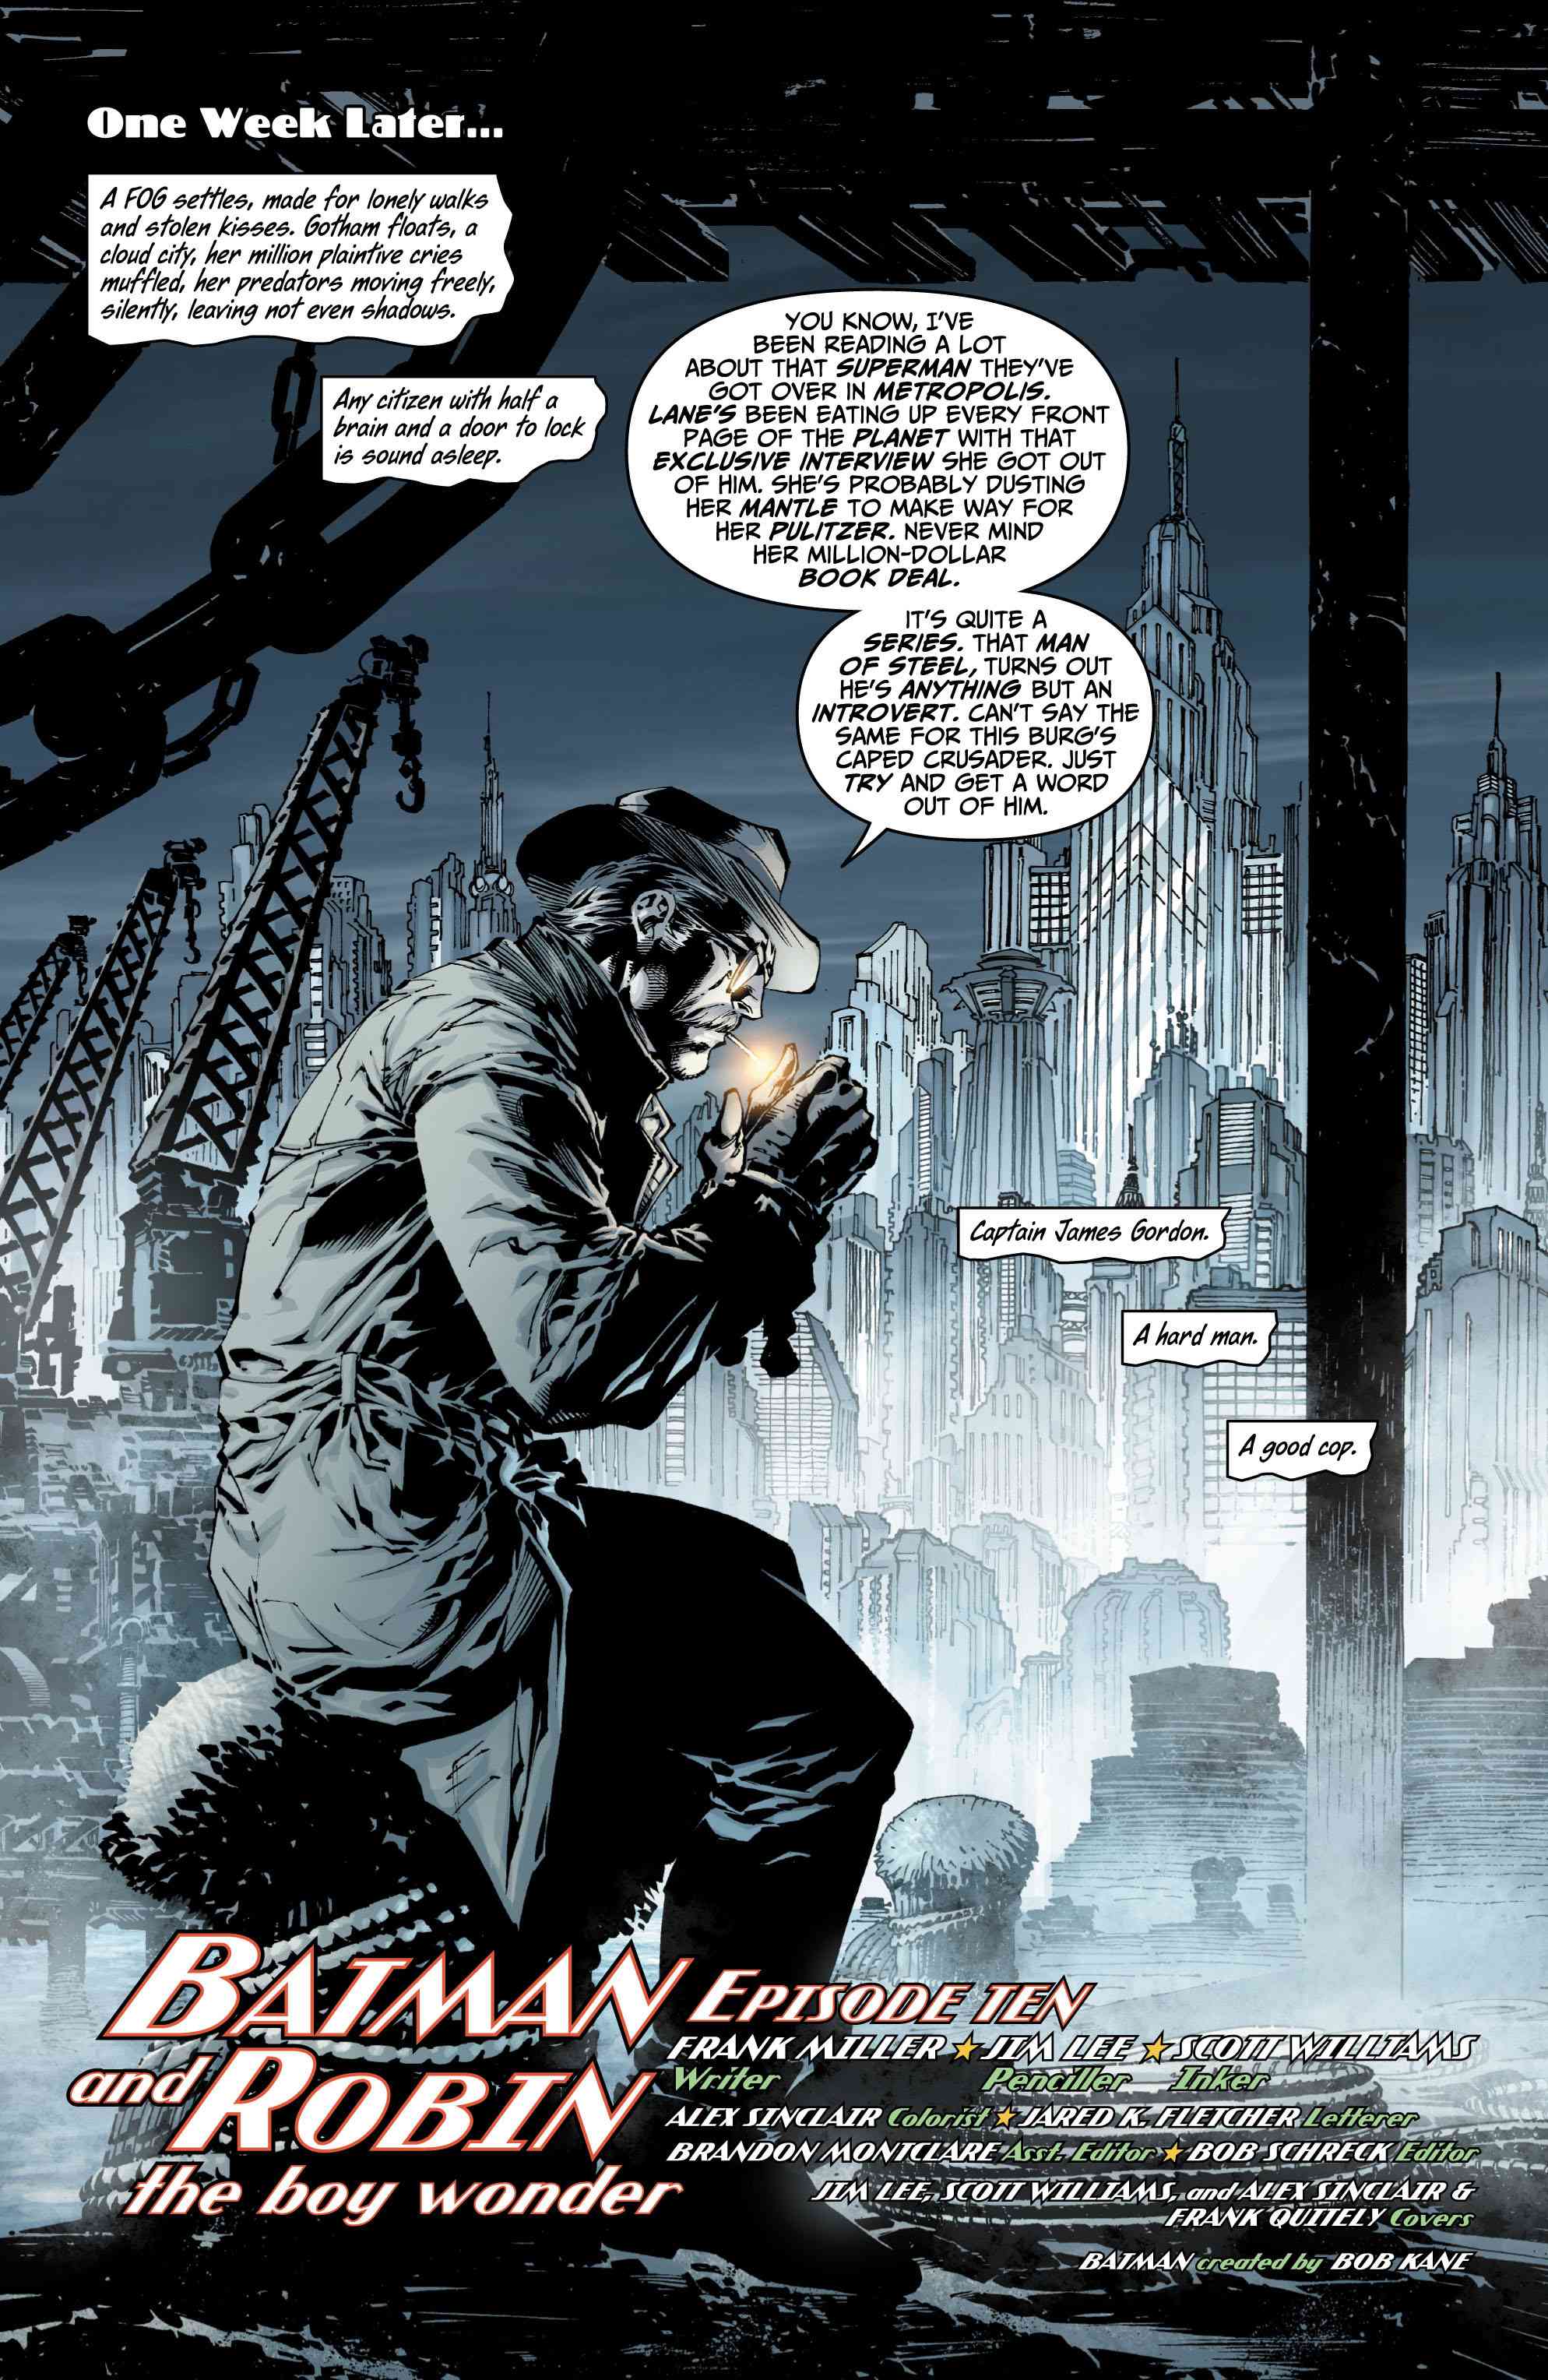 One Week Later...
A FOG settles, made for lonely walks
and stolen kisses. Gotham floats, a
cloud city, her million plaintive cries
muffled, her predators moving freely,
silently, leaving not even shadows.
Any citizen with half a
brain and a door to lock
is sound asleep.
YOU KNOW, I'VE
BEEN READING A LOT
ABOUT THAT SUPERMAN THEY'VE
GOT OVER IN METROPOLIS.
LANE'S BEEN EATING UP EVERY FRONT
PAGE OF THE PLANET WITH THAT
EXCLUSIVE INTERVIEW SHE GOT OUT
OF HIM. SHE'S PROBABLY DUSTING
HER MANTLE TO MAKE WAY FOR
HER PULITZER. NEVER MIND
HER MILLION-DOLLAR
BOOK DEAL.
IT'S QUITE A
SERIES. THAT MAN
OF STEEL, TURNS OUT
HE'S ANYTHING BUT AN
INTROVERT. CAN'T SAY THE
SAME FOR THIS BURG'S
CAPED CRUSADER. JUST
TRY AND GET A WORD
OUT OF HIM.
Captain James Gordon.
A hard man.
A good cop.
BATMAN
and ROBIN
the boy wonder
EPISODE TEN
FRANK MILLER ★ JIM LEE ★ SCOTT WILLIAMS
Writer Penciller Inker
ALEX SINCLAIR Colorist ★ JARED K. FLETCHER Letterer
BRANDON MONTCLARE Asst. Editor ★ BOB SCHRECK Editor
JIM LEE, SCOTT WILLIAMS, and ALEX SINCLAIR &
FRANK QUITELY Covers
BATMAN created by BOB KANE